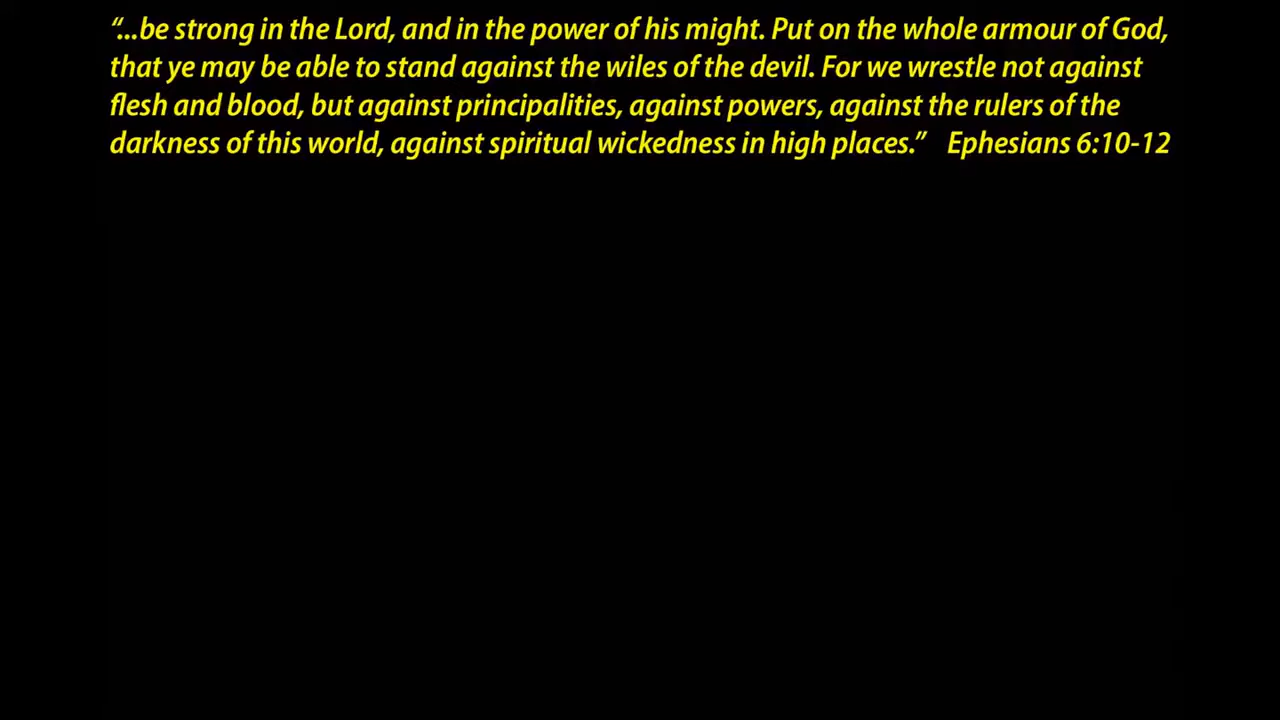 “...be strong in the Lord, and in the power of his might. Put on the whole armour of God,
that ye may be able to stand against the wiles of the devil. For we wrestle not against
flesh and blood, but against principalities, against powers, against the rulers of the
darkness of this world, against spiritual wickedness in high places.” Ephesians 6:10-12